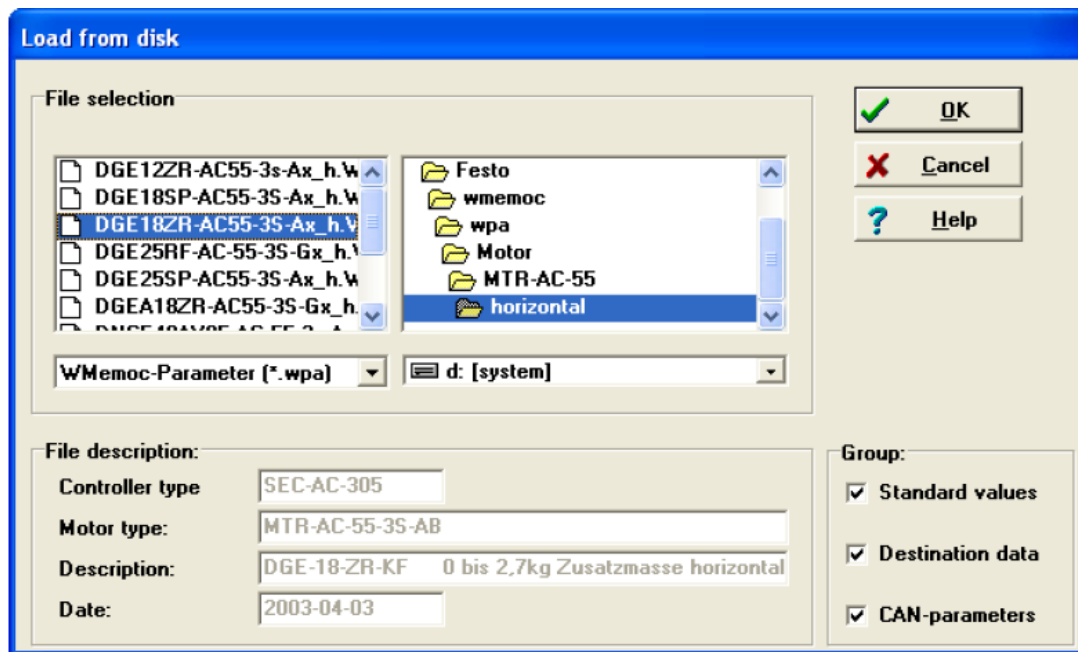 Load from disk
File selection
DGE12ZR-AC55-3s-Ax_h.W
DGE18SP-AC55-3S-Ax_h.W
DGE18ZR-AC55-3S-Ax_h.V
DGE25RF-AC-55-3S-Gx_h.
DGE25SP-AC55-3S-Ax_h.W
DGEA18ZR-AC55-3S-Gx_h.
WMemoc-Parameter (*.wpa)
Festo
wmemoc
wpa
Motor
MTR-AC-55
horizontal
d: [system]
OK
Cancel
Help
File description:
Controller type
SEC-AC-305
Motor type:
MTR-AC-55-3S-AB
Description:
DGE-18-ZR-KF 0 bis 2,7kg Zusatzmasse horizontal
Date:
2003-04-03
Group:
Standard values
Destination data
CAN-parameters